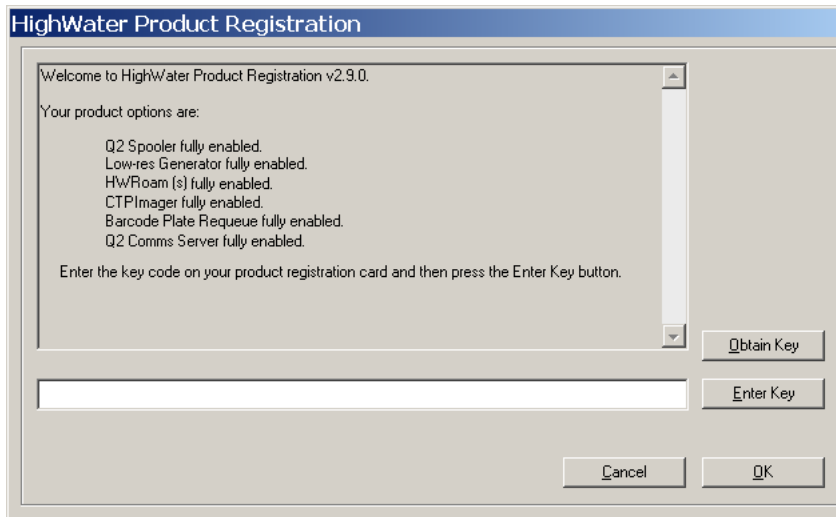 HighWater Product Registration
Welcome to HighWater Product Registration v2.9.0.
Your product options are:
Q2 Spooler fully enabled.
Low-res Generator fully enabled.
HWRoam (s) fully enabled.
CTPImager fully enabled.
Barcode Plate Requeue fully enabled.
Q2 Comms Server fully enabled.
Enter the key code on your product registration card and then press the Enter Key button.
Obtain Key
Enter Key
Cancel
OK